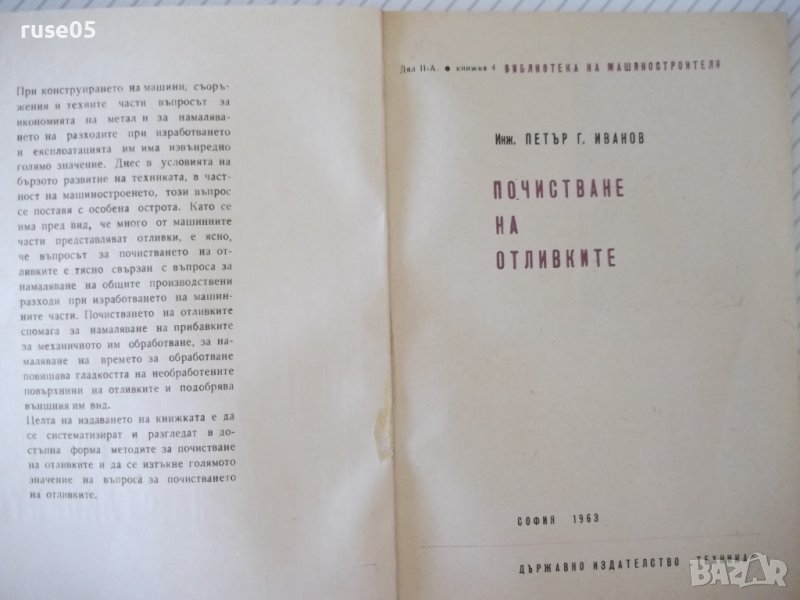 ruse05
При конструирането на машини, съоръ-
жения и техните части въпросът за
икономията на метал и за намалява-
нето на разходите при изработването
и експлоатацията им има извънредно
голямо значение. Днес в условията на
бързото развитие на техниката, в част-
ност на машиностроенето, този въпрос
се поставя с особена острота. Като се
има пред вид, че много от машинните
части представляват отливки, е ясно,
че въпросът за почистването на от-
ливките е тясно свързан с въпроса за
намаляване на общите производствени
разходи при изработването на машин-
ните части. Почистването на отливките
спомага за намаляване на прибавките
за механичното им обработване, за на-
маляване на времето за обработване
повишава гладкостта на необработените
повърхнини на отливките и подобрява
външния им вид.
Целта на издаването на книжката е да
се систематизират и разгледат в до-
стъпна форма методите за почистване
на отливките и да се изтъкне голямото
значение на въпроса за почистването
на отливките.
Дял II-А. ● книжка 4 БИБЛИОТЕКА НА МАШИНОСТРОИТЕЛЯ
Инж. ПЕТЪР Г. ИВАНОВ
ПОЧИСТВАНЕ
НА
ОТЛИВКИТЕ
СОФИЯ 1963
ДЪРЖАВНО ИЗДАТЕЛСТВО ТЕХНИКА
BAZAR